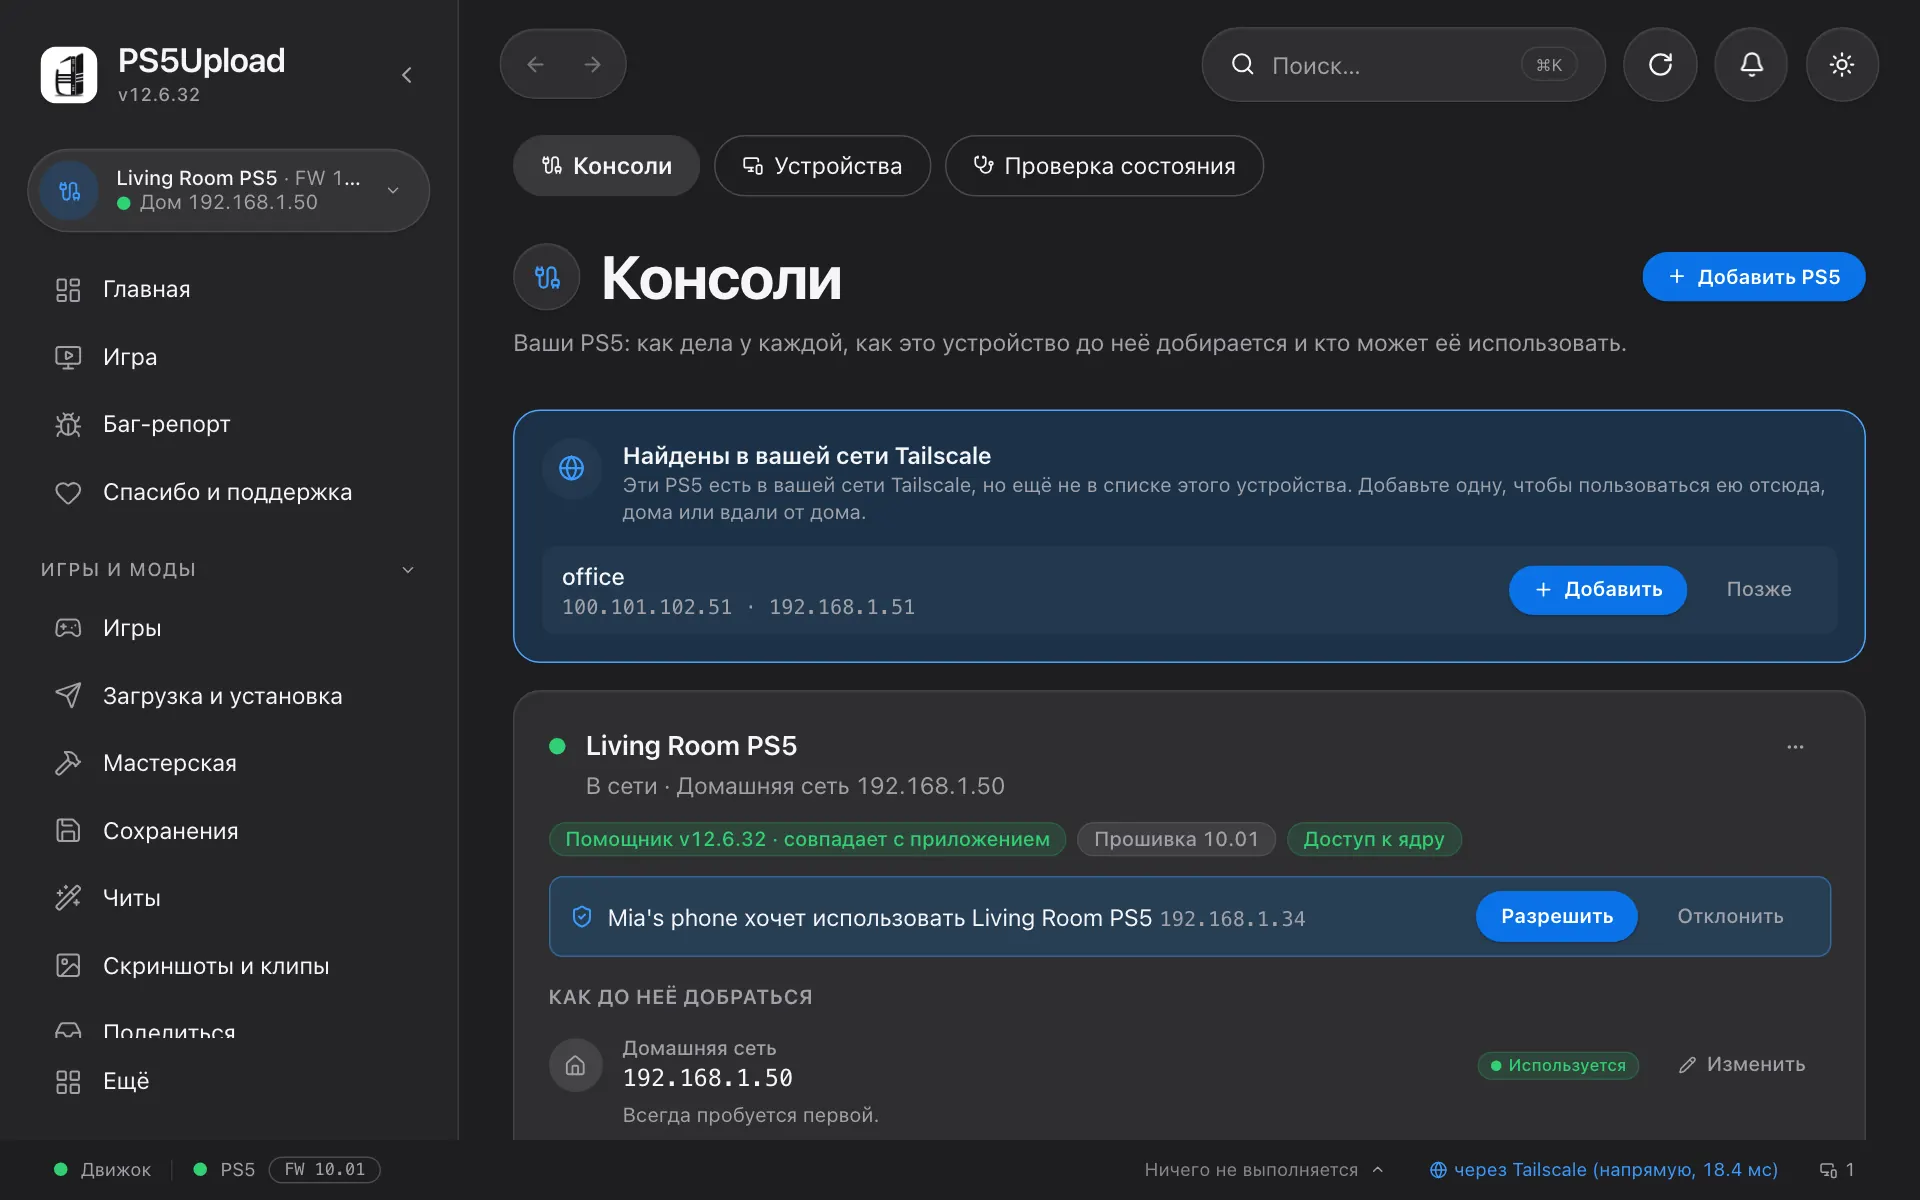 PS5Upload
v12.6.32
Living Room PS5 · FW 1...
Дом 192.168.1.50
Главная
Игра
Баг-репорт
Спасибо и поддержка
ИГРЫ И МОДЫ
Игры
Загрузка и установка
Мастерская
Сохранения
Читы
Скриншоты и клипы
Поделиться
Ещё
Поиск...
⌘K
Консоли
Устройства
Проверка состояния
Консоли
Добавить PS5
Ваши PS5: как дела у каждой, как это устройство до неё добирается и кто может её использовать.
Найдены в вашей сети Tailscale
Эти PS5 есть в вашей сети Tailscale, но ещё не в списке этого устройства. Добавьте одну, чтобы пользоваться ею отсюда,
дома или вдали от дома.
office
100.101.102.51 · 192.168.1.51
Добавить
Позже
Living Room PS5
В сети · Домашняя сеть 192.168.1.50
Помощник v12.6.32 · совпадает с приложением
Прошивка 10.01
Доступ к ядру
Mia's phone хочет использовать Living Room PS5 192.168.1.34
Разрешить
Отклонить
КАК ДО НЕЁ ДОБРАТЬСЯ
Домашняя сеть
192.168.1.50
Всегда пробуется первой.
Используется
Изменить
Движок
PS5
FW 10.01
Ничего не выполняется
через Tailscale (напрямую, 18.4 мс)
1